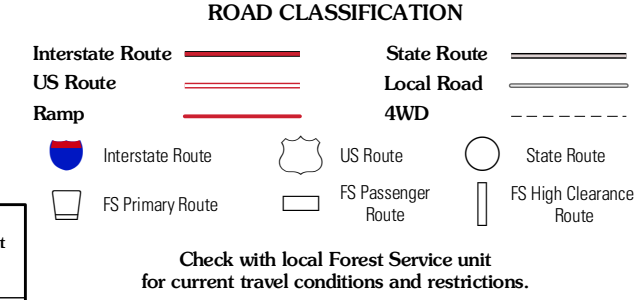 ROAD CLASSIFICATION
Interstate Route
State Route
US Route
Local Road
Ramp
4WD
Interstate Route
US Route
State Route
FS Primary Route
FS Passenger
Route
FS High Clearance
Route
Check with local Forest Service unit
for current travel conditions and restrictions.